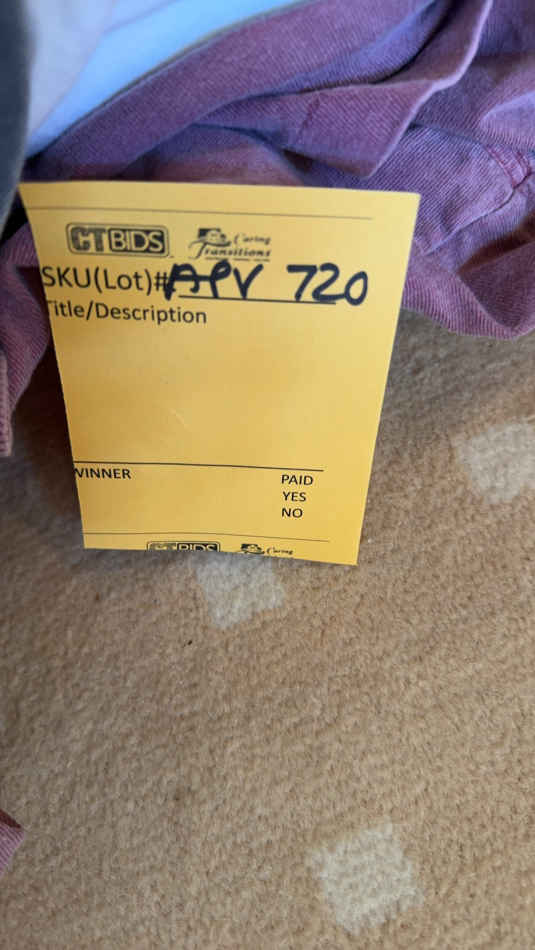 CTBIDS Caring Transitions
SKU(Lot)# APV 720
Title/Description
WINNER PAID
YES
NO
CTBIDS Caring